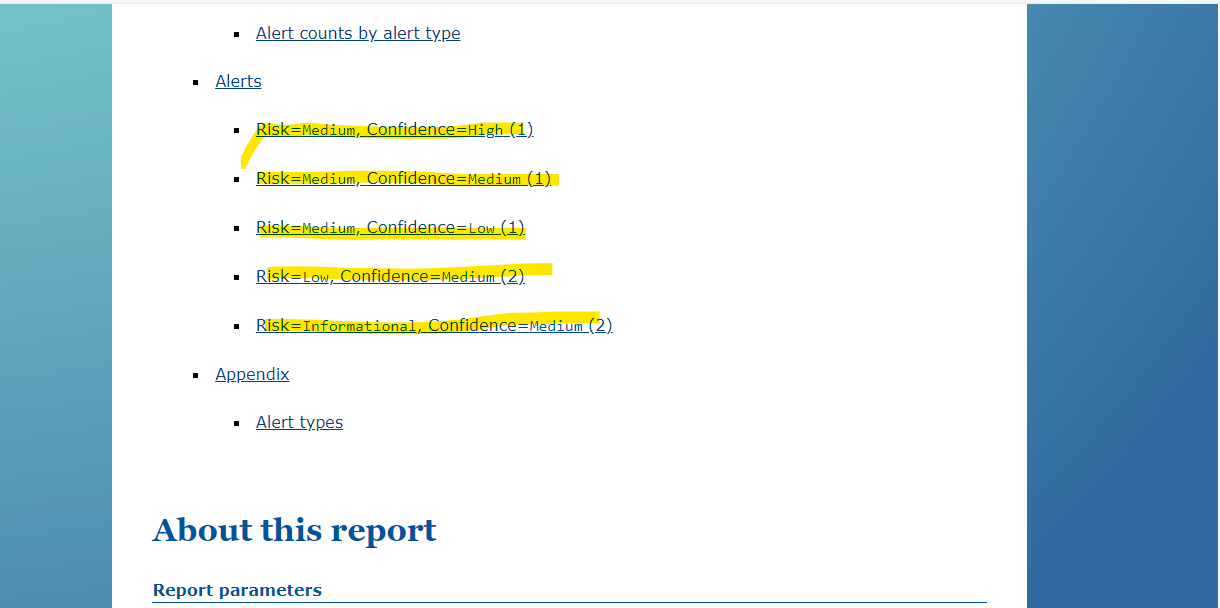 Alert counts by alert type
Alerts
Risk=Medium, Confidence=High (1)
Risk=Medium, Confidence=Medium (1)
Risk=Medium, Confidence=Low (1)
Risk=Low, Confidence=Medium (2)
Risk=Informational, Confidence=Medium (2)
Appendix
Alert types
About this report
Report parameters